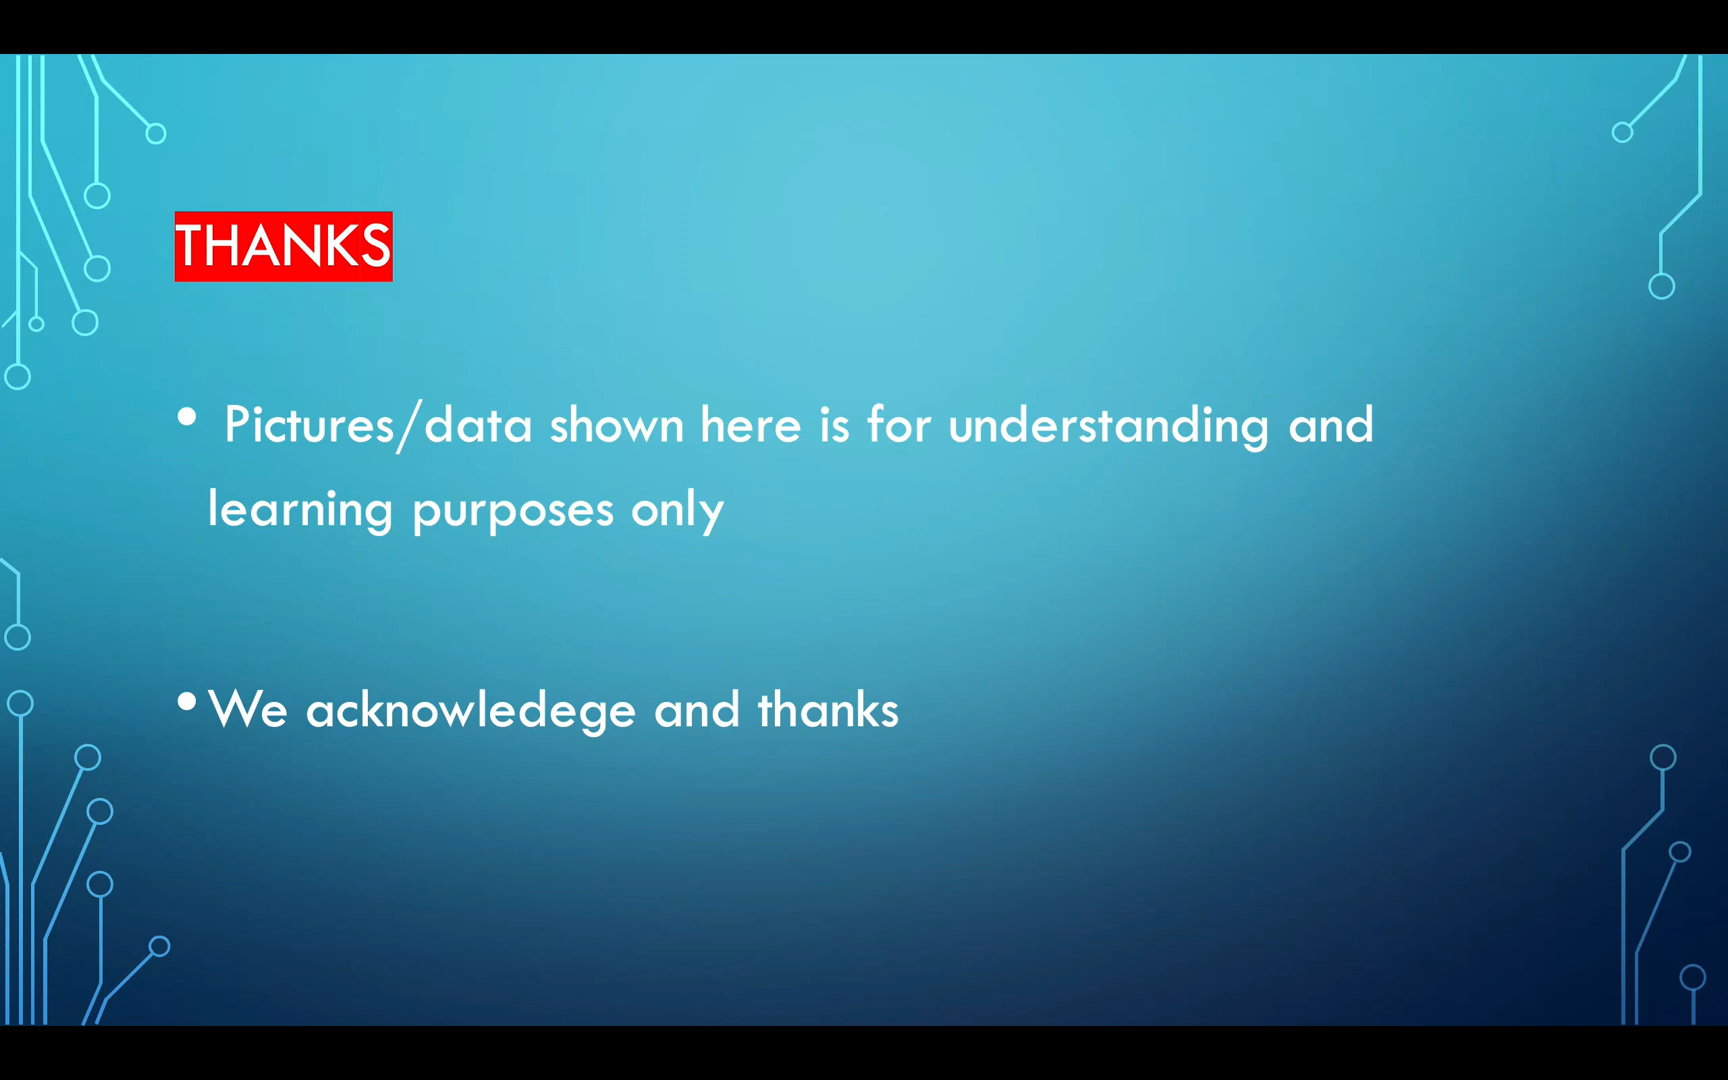 THANKS
• Pictures/data shown here is for understanding and
learning purposes only
• We acknowledege and thanks